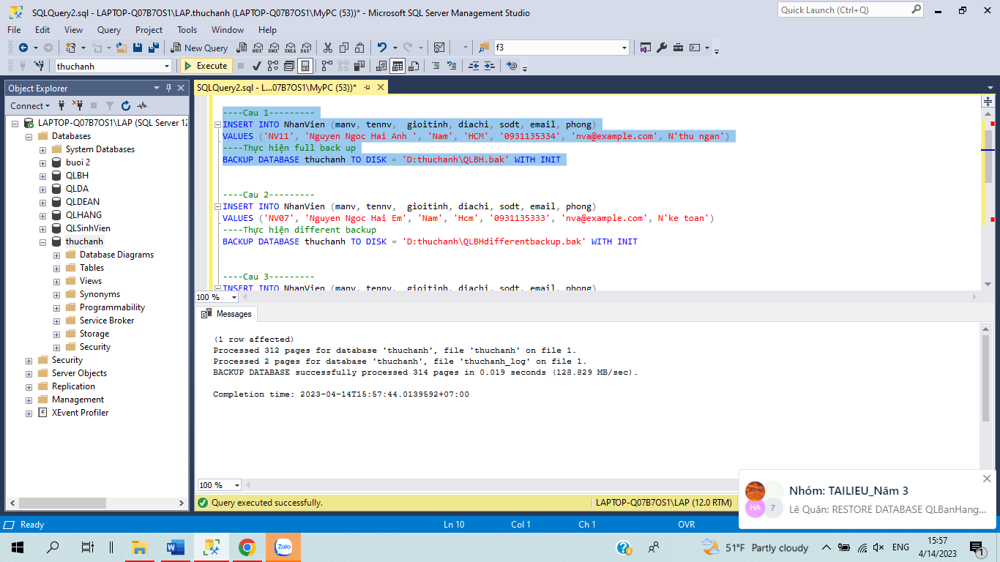 SQLQuery2.sql - LAPTOP-Q07B7OS1\LAP.thuchanh (LAPTOP-Q07B7OS1\MyPC (53))* - Microsoft SQL Server Management Studio
Quick Launch (Ctrl+Q)
File Edit View Query Project Tools Window Help
New Query MDX DMX XMLA DAX f3
thuchanh Execute
Object Explorer
SQLQuery2.sql - L...07B7OS1\MyPC (53))*
Connect
LAPTOP-Q07B7OS1\LAP (SQL Server 12
Databases
System Databases
buoi 2
QLBH
QLDA
QLDEAN
QLHANG
QLSinhVien
thuchanh
Database Diagrams
Tables
Views
Synonyms
Programmability
Service Broker
Storage
Security
Security
Server Objects
Replication
Management
XEvent Profiler
----Cau 1---------
INSERT INTO NhanVien (manv, tennv,  gioitinh, diachi, sodt, email, phong)
VALUES ('NV11', 'Nguyen Ngoc Hai Anh ', 'Nam', 'HCM', '0931135334', 'nva@example.com', N'thu ngan')
----Thực hiện full back up
BACKUP DATABASE thuchanh TO DISK = 'D:thuchanh\QLBH.bak' WITH INIT
----Cau 2---------
INSERT INTO NhanVien (manv, tennv,  gioitinh, diachi, sodt, email, phong)
VALUES ('NV07', 'Nguyen Ngoc Hai Em', 'Nam', 'Hcm', '0931135333', 'nva@example.com', N'ke toan')
----Thực hiện different backup
BACKUP DATABASE thuchanh TO DISK = 'D:thuchanh\QLBHdifferentbackup.bak' WITH INIT
----Cau 3---------
INSERT INTO NhanVien (manv, tennv,  gioitinh, diachi, sodt, email, phong)
100 %
Messages
(1 row affected)
Processed 312 pages for database 'thuchanh', file 'thuchanh' on file 1.
Processed 2 pages for database 'thuchanh', file 'thuchanh_log' on file 1.
BACKUP DATABASE successfully processed 314 pages in 0.019 seconds (128.829 MB/sec).
Completion time: 2023-04-14T15:57:44.0139592+07:00
100 %
Query executed successfully. LAPTOP-Q07B7OS1\LAP (12.0 RTM)
Nhóm: TAILIEU_Năm 3
HA 7
Lê Quân: RESTORE DATABASE QLBanHang...
Ready Ln 10 Col 1 Ch 1 OVR
Zalo
51°F Partly cloudy ENG
15:57
4/14/2023
1